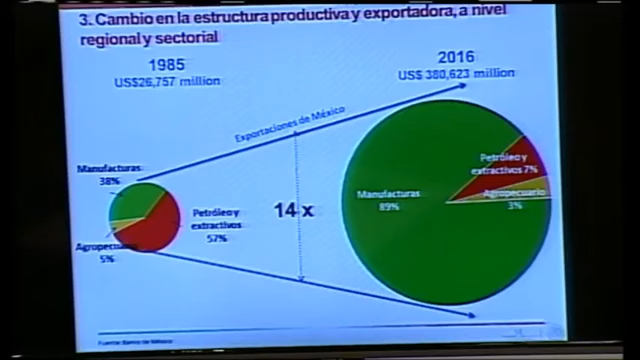 3. Cambio en la estructura productiva y exportadora, a nivel
regional y sectorial
1985
US$26,757 million
2016
US$ 380,623 million
Exportaciones de México
Manufacturas
38%
Petróleo y
extractivos
57%
Agropecuario
5%
14 x
Petróleo y
extractivos 7%
Manufacturas
89%
Agropecuario
3%
Fuente: Banco de México